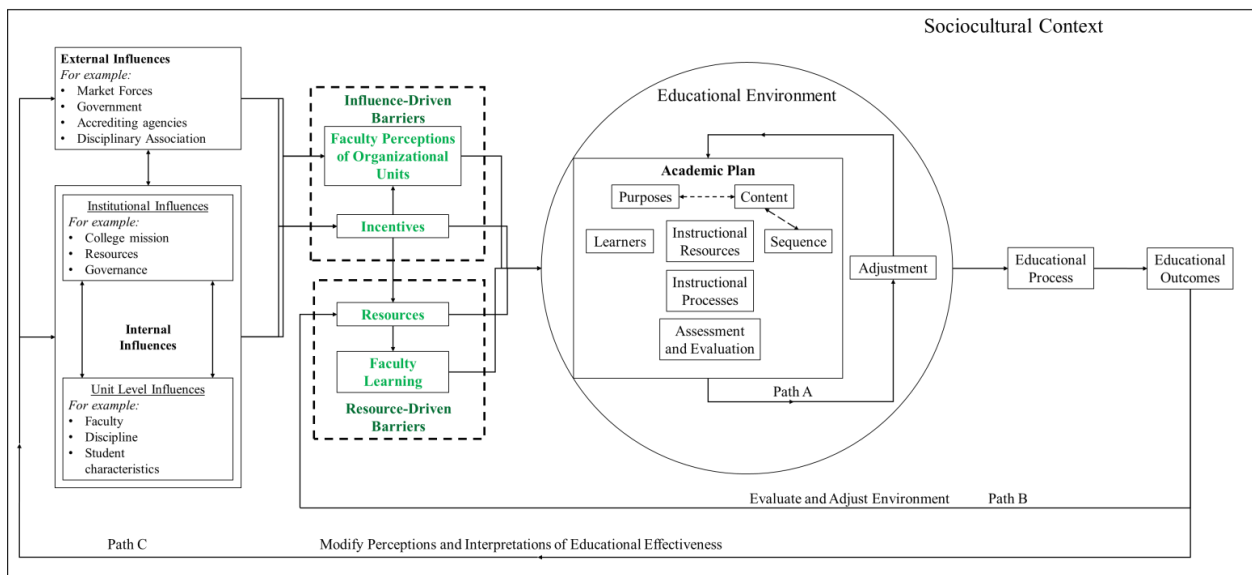 Sociocultural Context
External Influences
For example:
• Market Forces
• Government
• Accrediting agencies
• Disciplinary Association
Institutional Influences
For example:
• College mission
• Resources
• Governance
Internal
Influences
Unit Level Influences
For example:
• Faculty
• Discipline
• Student
characteristics
Influence-Driven
Barriers
Faculty Perceptions
of Organizational
Units
Incentives
Resources
Faculty
Learning
Resource-Driven
Barriers
Educational Environment
Academic Plan
Purposes
Content
Learners
Instructional
Resources
Sequence
Instructional
Processes
Assessment
and Evaluation
Adjustment
Path A
Educational
Process
Educational
Outcomes
Evaluate and Adjust Environment
Path B
Path C
Modify Perceptions and Interpretations of Educational Effectiveness